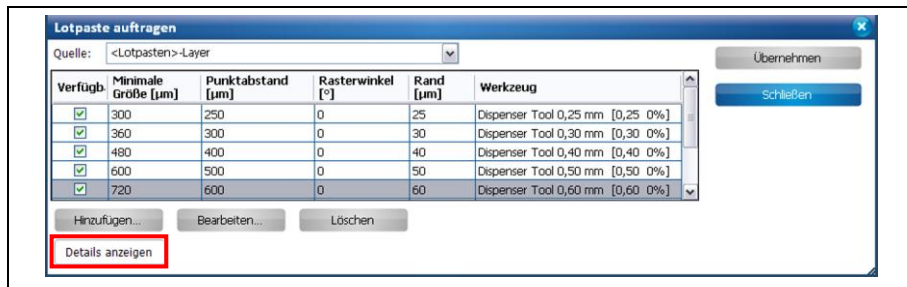 Lotpaste auftragen
Quelle: <Lotpasten>-Layer
Übernehmen
Schließen
Verfügb. Minimale Größe [µm] Punktabstand [µm] Rasterwinkel [°] Rand [µm] Werkzeug
300 250 0 25 Dispenser Tool 0,25 mm [0,25 0%]
360 300 0 30 Dispenser Tool 0,30 mm [0,30 0%]
480 400 0 40 Dispenser Tool 0,40 mm [0,40 0%]
600 500 0 50 Dispenser Tool 0,50 mm [0,50 0%]
720 600 0 60 Dispenser Tool 0,60 mm [0,60 0%]
Hinzufügen... Bearbeiten... Löschen
Details anzeigen